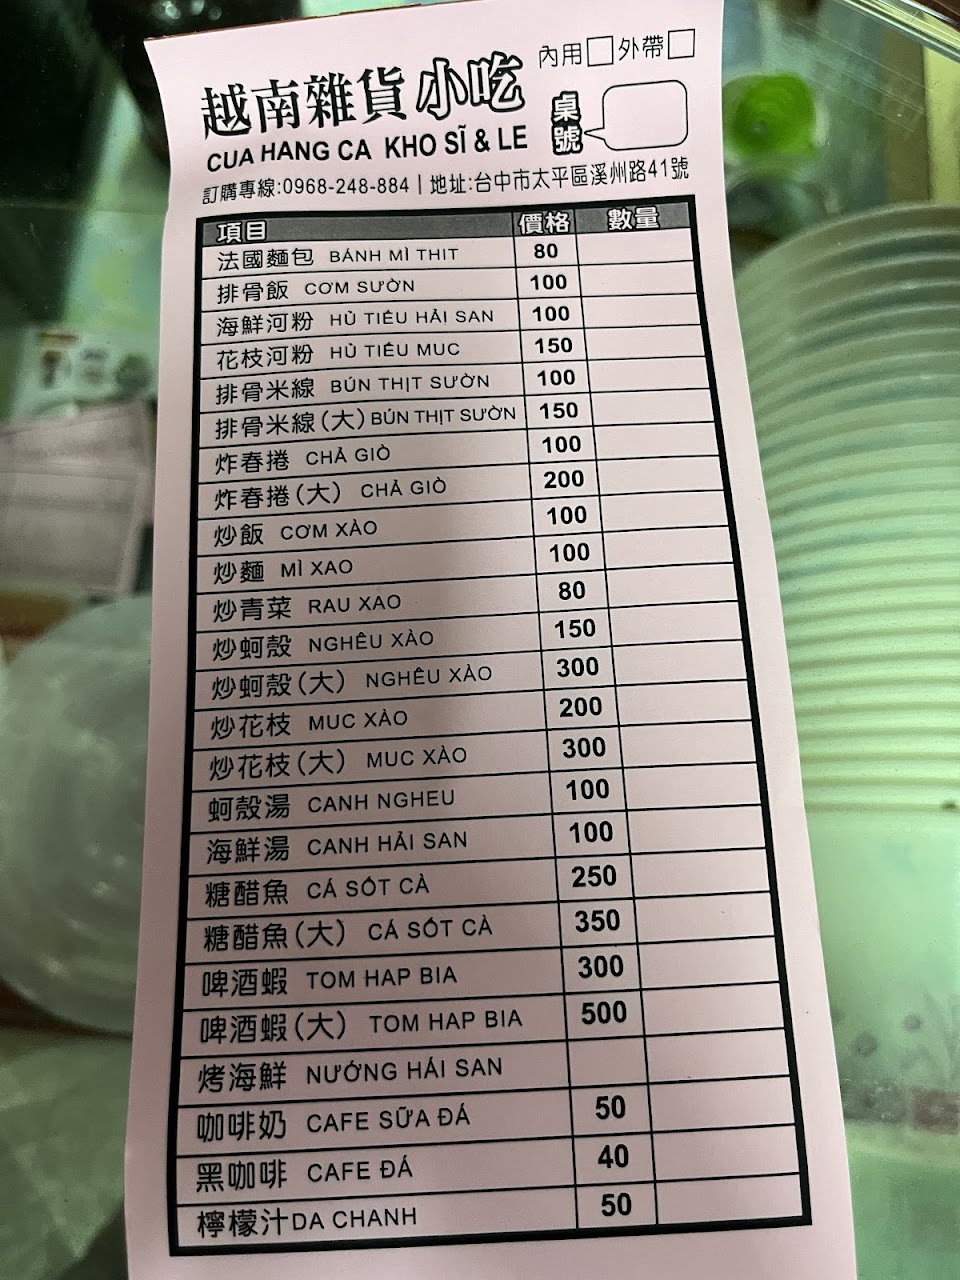 內用□外帶□
越南雜貨小吃
桌號
CUA HANG CA KHO SĨ & LE
訂購專線:0968-248-884 | 地址:台中市太平區溪州路41號
項目 價格 數量
法國麵包 BÁNH MÌ THIT 80
排骨飯 CƠM SƯỜN 100
海鮮河粉 HỦ TIẾU HẢI SAN 100
花枝河粉 HỦ TIẾU MUC 150
排骨米線 BÚN THỊT SƯỜN 100
排骨米線(大) BÚN THỊT SƯỜN 150
炸春捲 CHẢ GIÒ 100
炸春捲(大) CHẢ GIÒ 200
炒飯 CƠM XÀO 100
炒麵 MÌ XAO 100
炒青菜 RAU XAO 80
炒蚵殼 NGHÊU XÀO 150
炒蚵殼(大) NGHÊU XÀO 300
炒花枝 MUC XÀO 200
炒花枝(大) MUC XÀO 300
蚵殼湯 CANH NGHEU 100
海鮮湯 CANH HẢI SAN 100
糖醋魚 CÁ SỐT CÀ 250
糖醋魚(大) CÁ SỐT CÀ 350
啤酒蝦 TOM HAP BIA 300
啤酒蝦(大) TOM HAP BIA 500
烤海鮮 NƯỚNG HẢI SAN
咖啡奶 CAFE SỮA ĐÁ 50
黑咖啡 CAFE ĐÁ 40
檸檬汁 DA CHANH 50